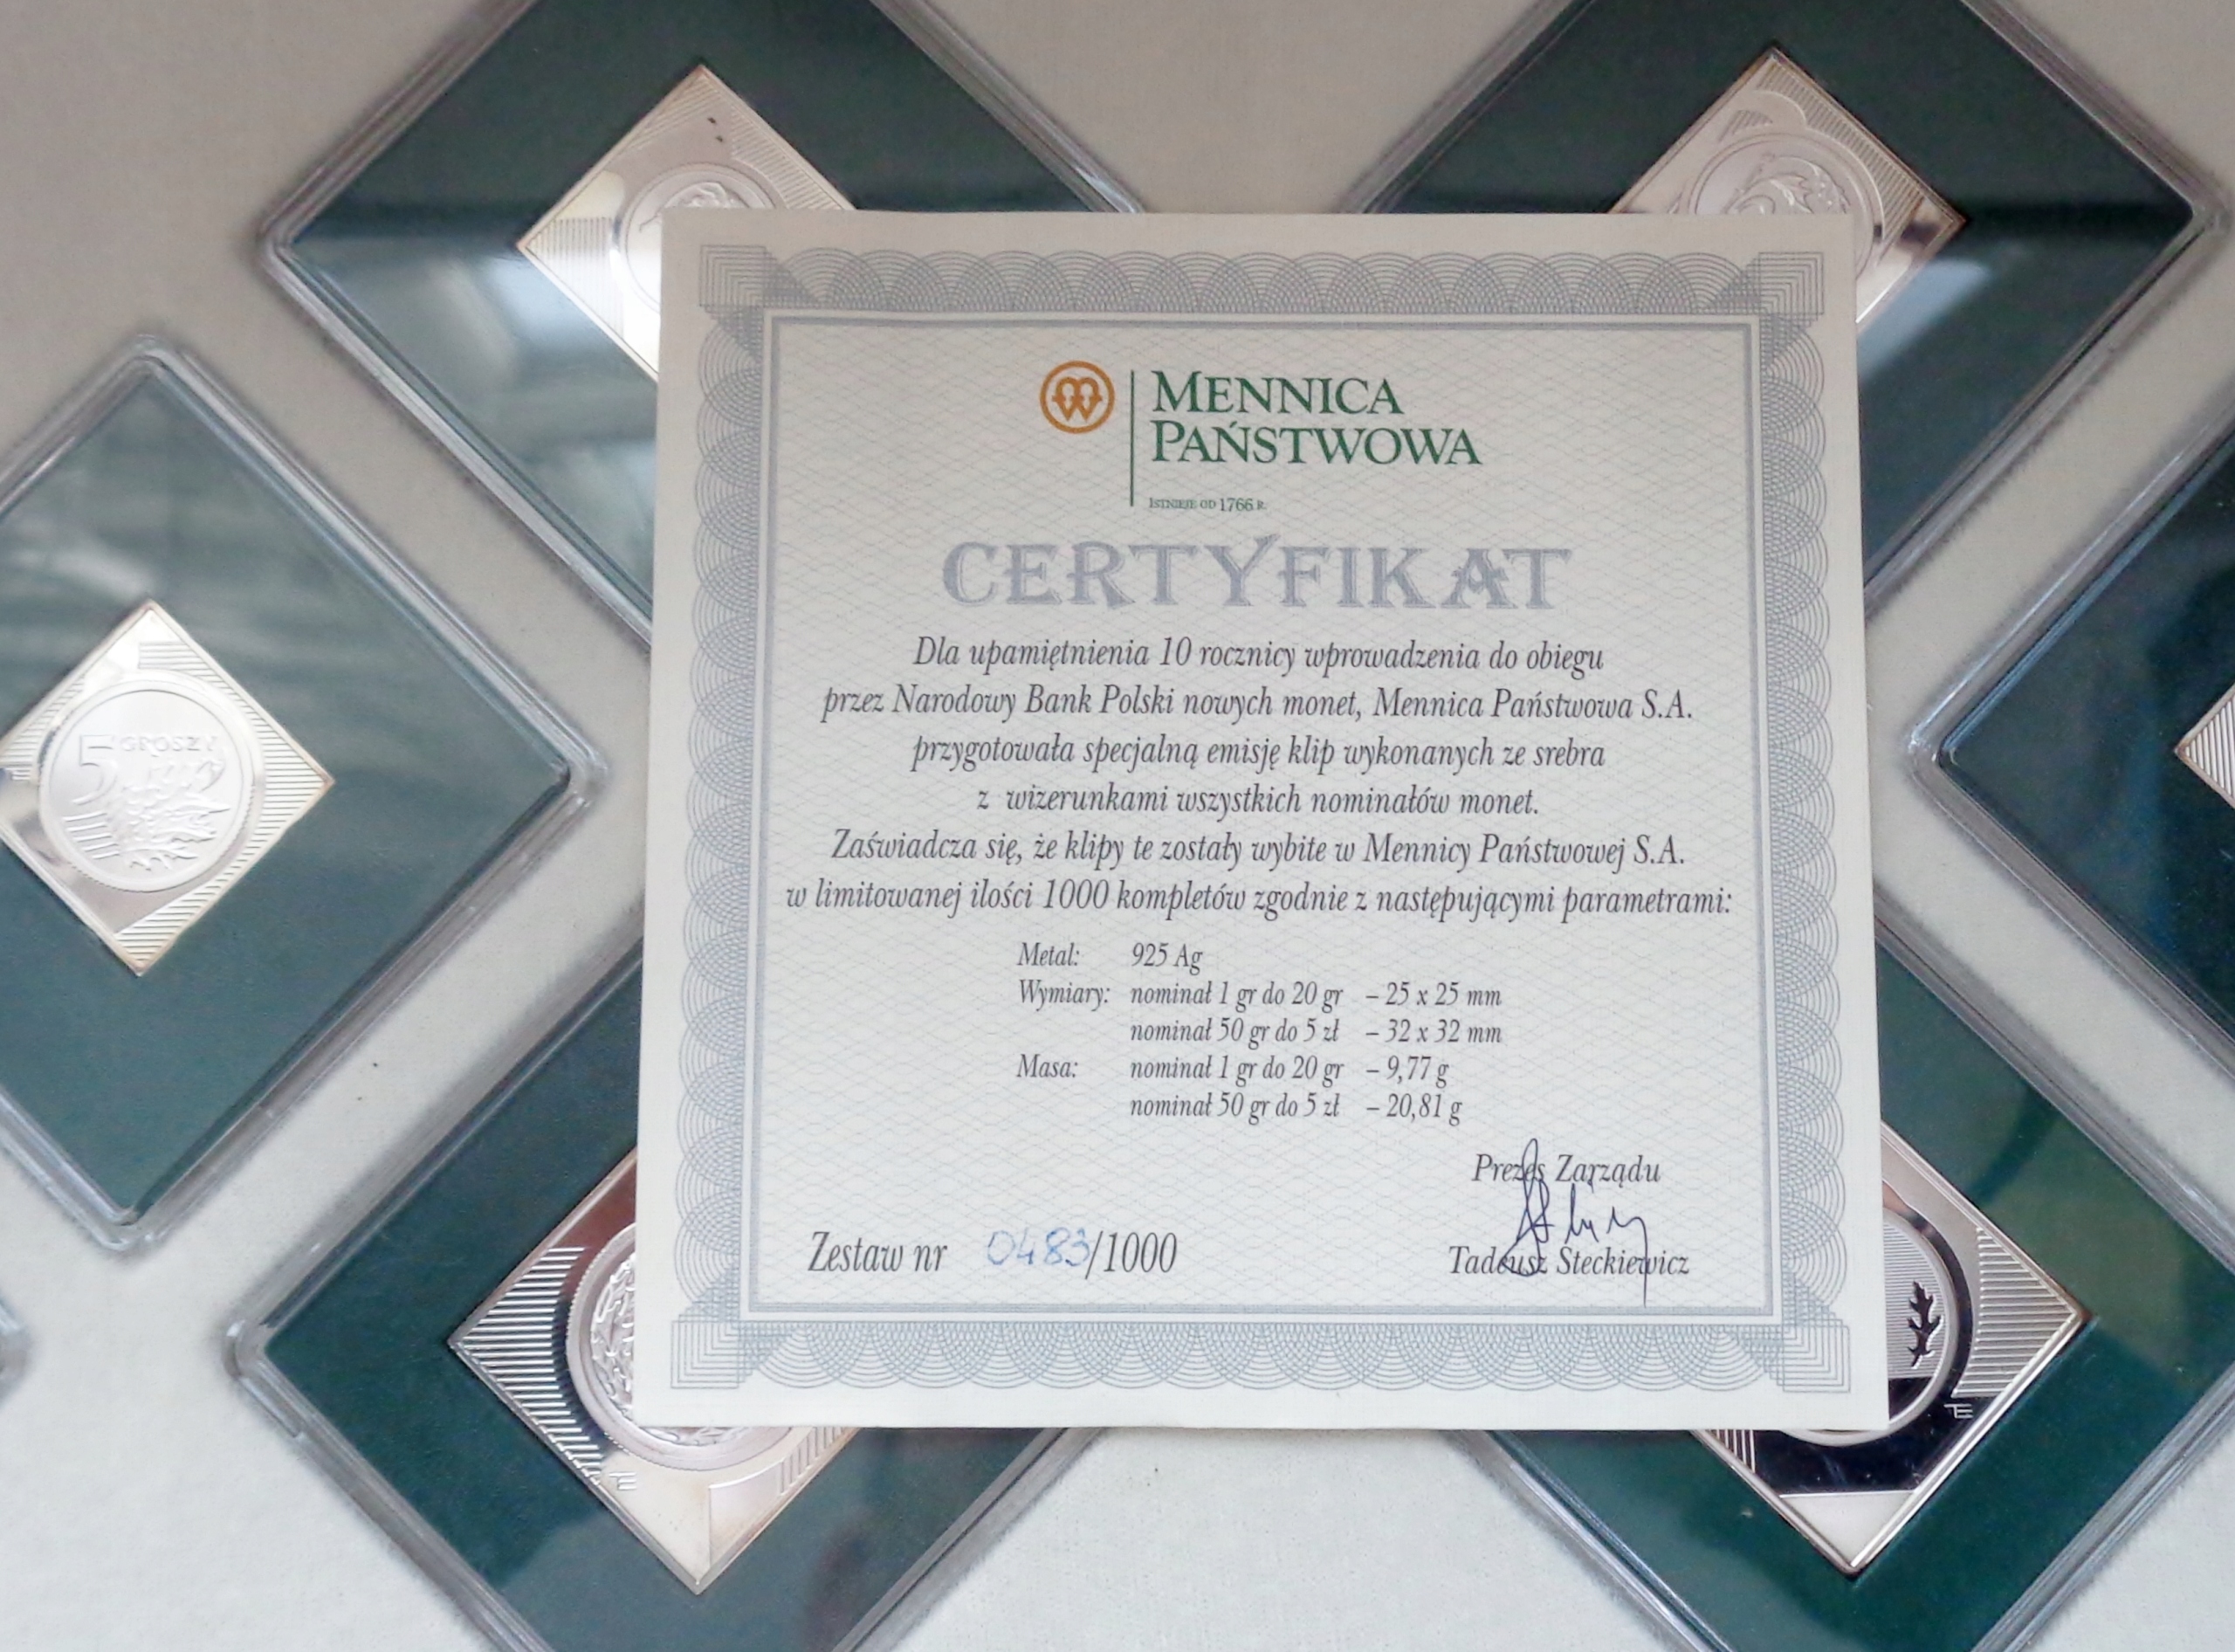 MENNICA
PAŃSTWOWA
ISTNIEJE OD 1766 R.
CERTYFIKAT
Dla upamiętnienia 10 rocznicy wprowadzenia do obiegu
przez Narodowy Bank Polski nowych monet, Mennica Państwowa S.A.
przygotowała specjalną emisję klip wykonanych ze srebra
z wizerunkami wszystkich nominałów monet.
Zaświadcza się, że klipy te zostały wybite w Mennicy Państwowej S.A.
w limitowanej ilości 1000 kompletów zgodnie z następującymi parametrami:
Metal: 925 Ag
Wymiary: nominał 1 gr do 20 gr – 25 x 25 mm
nominał 50 gr do 5 zł – 32 x 32 mm
Masa: nominał 1 gr do 20 gr – 9,77 g
nominał 50 gr do 5 zł – 20,81 g
Prezes Zarządu
Zestaw nr 0483/1000
Tadeusz Steckiewicz
5 GROSZY